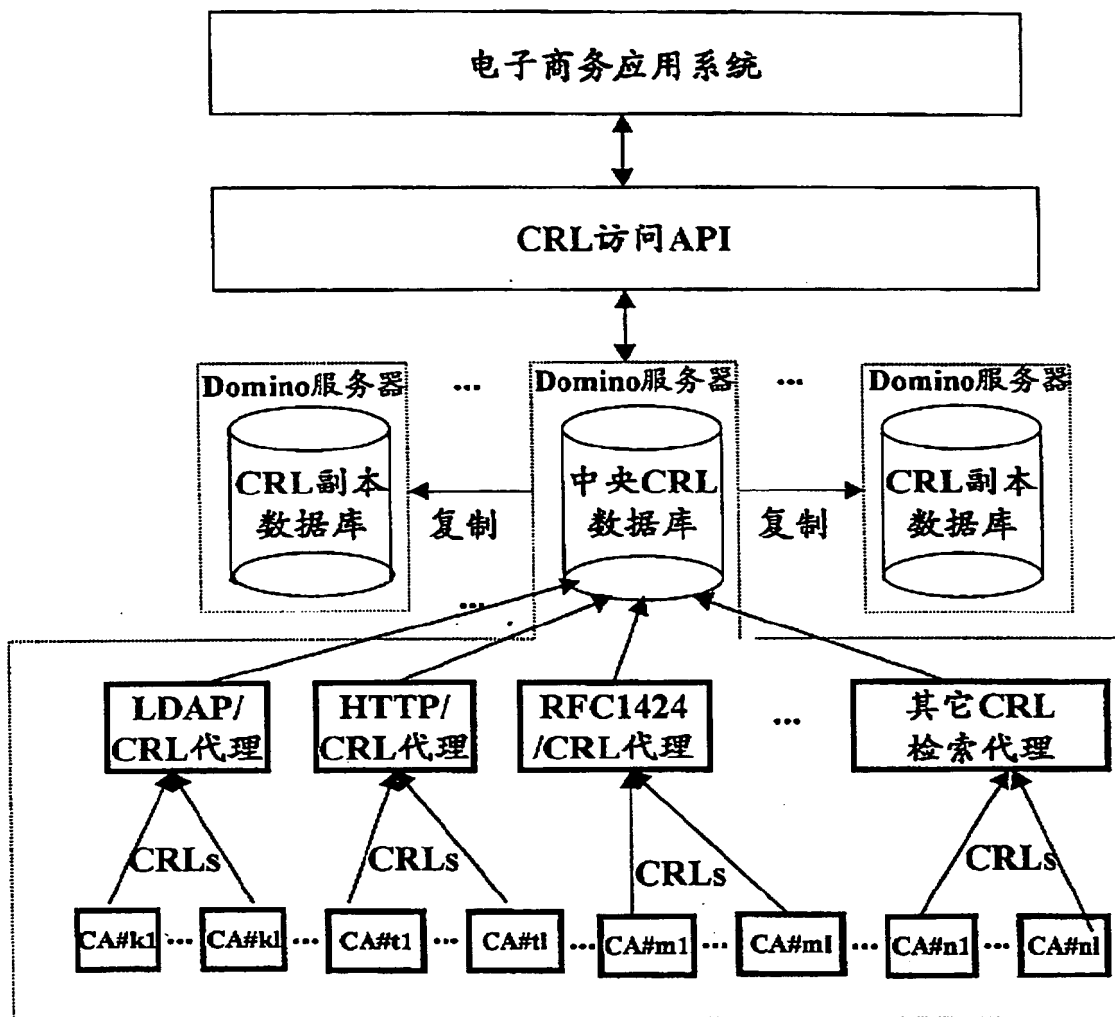 电子商务应用系统
CRL访问API
Domino服务器 ... Domino服务器 ... Domino服务器
CRL副本
数据库
复制
中央CRL
数据库
复制
CRL副本
数据库
...
LDAP/
CRL代理
HTTP/
CRL代理
RFC1424
/CRL代理
...
其它CRL
检索代理
CRLs CRLs CRLs CRLs
CA#k1 ... CA#kl ... CA#t1 ... CA#tl ... CA#m1 ... CA#ml ... CA#n1 ... CA#nl